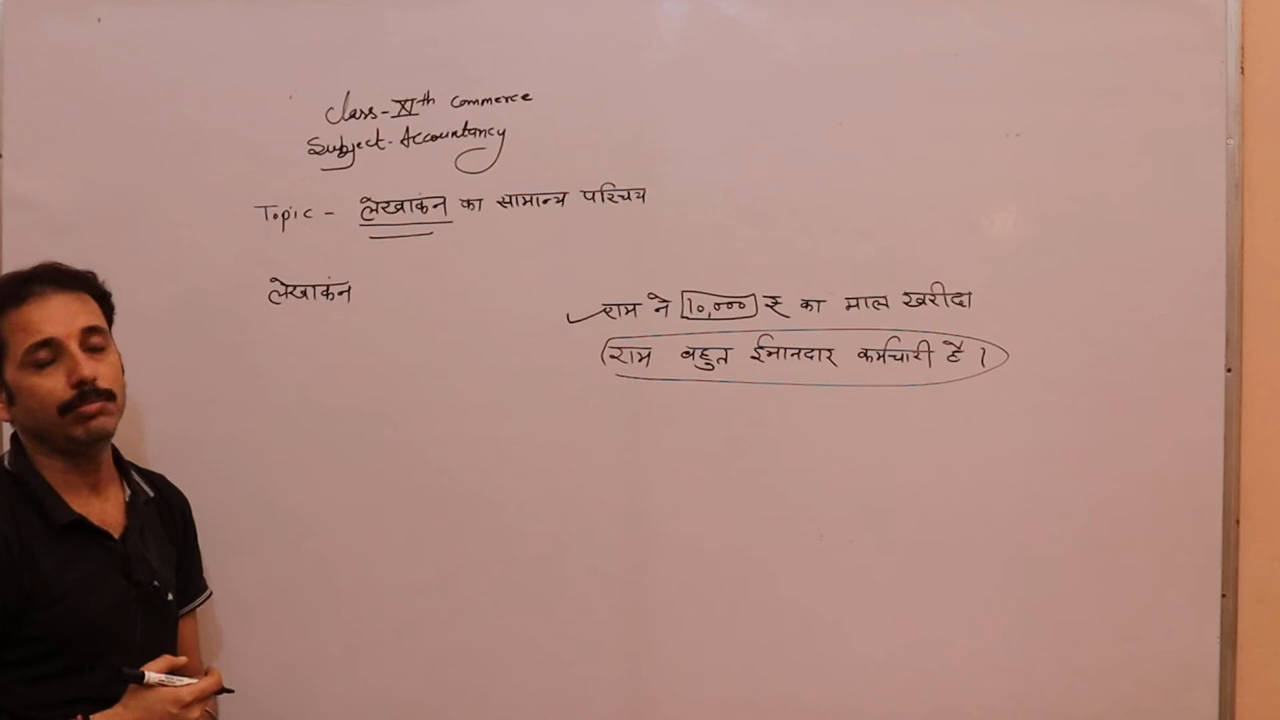 Class-XIth Commerce
Subject-Accountancy
Topic - लेखाकंन का सामान्य परिचय
लेखाकंन
राम ने 10,000 ₹ का माल खरीदा
(राम बहुत ईमानदार कर्मचारी है।